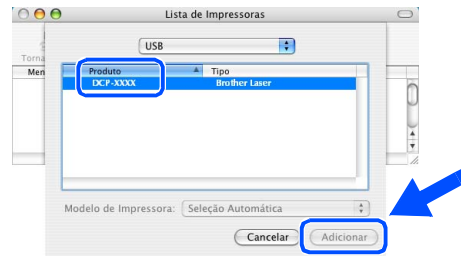 Lista de Impressoras
USB
Torna
Men
Produto Tipo
DCP-XXXX Brother Laser
Modelo de Impressora: Seleção Automática
Cancelar Adicionar